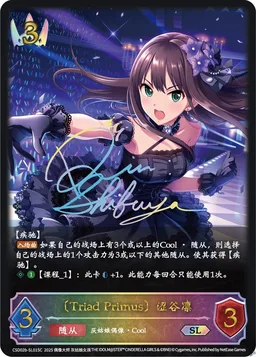 3
Rin
Shibuya
【疾驰】
入场曲 如果自己的战场上有3个或以上的Cool・随从,则选择
自己的战场上的1个攻击力为3或以下的其他随从。使其获得【疾
驰】。
【课程_1】:此卡+1。此能力每回合只能使用1次。
〔Triad Primus〕涩谷凛
3
随从
灰姑娘偶像・Cool
SL
3